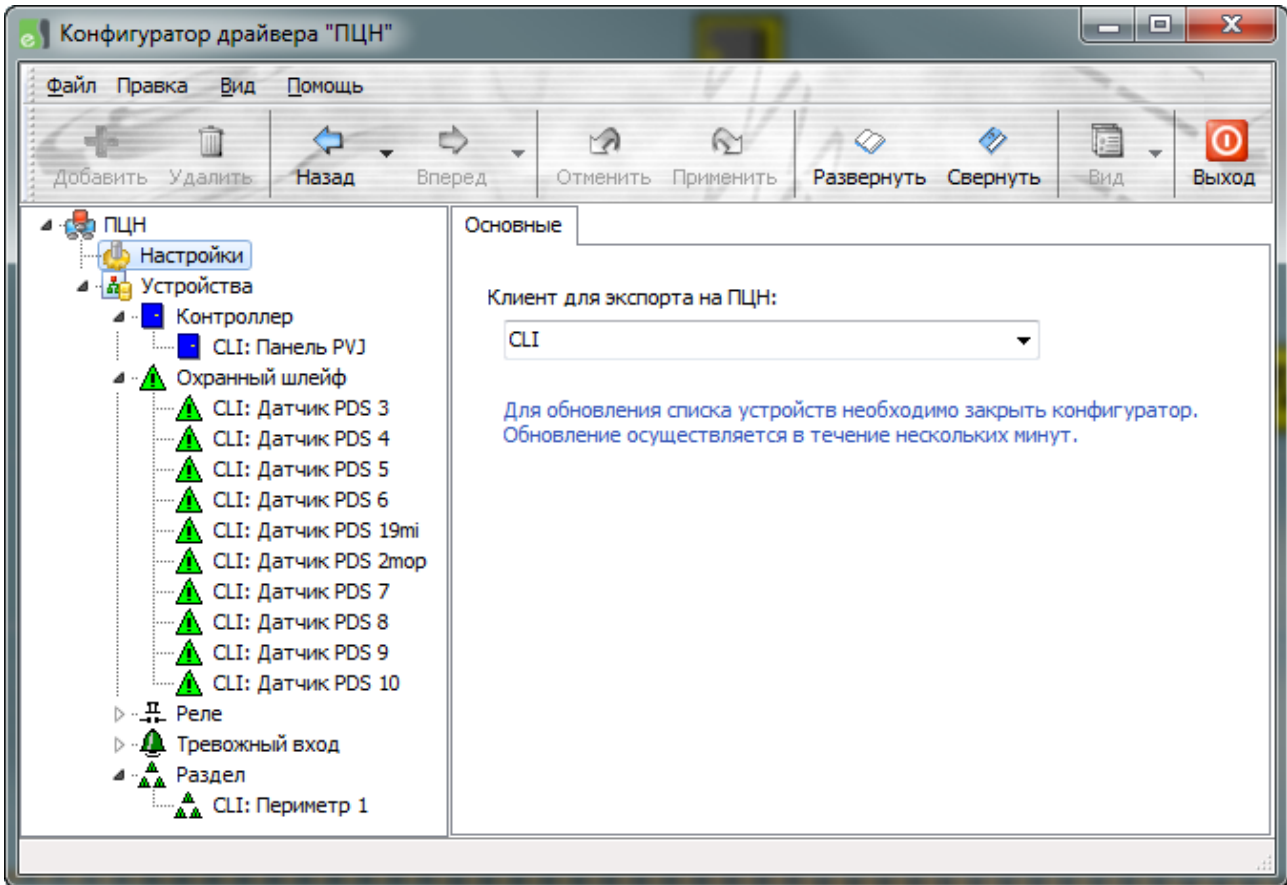 Конфигуратор драйвера "ПЦН"
Файл Правка Вид Помощь
Добавить Удалить Назад Вперед Отменить Применить Развернуть Свернуть Вид Выход
ПЦН
Настройки
Устройства
Контроллер
CLI: Панель PVJ
Охранный шлейф
CLI: Датчик PDS 3
CLI: Датчик PDS 4
CLI: Датчик PDS 5
CLI: Датчик PDS 6
CLI: Датчик PDS 19mi
CLI: Датчик PDS 2mop
CLI: Датчик PDS 7
CLI: Датчик PDS 8
CLI: Датчик PDS 9
CLI: Датчик PDS 10
Реле
Тревожный вход
Раздел
CLI: Периметр 1
Основные
Клиент для экспорта на ПЦН:
CLI
Для обновления списка устройств необходимо закрыть конфигуратор.
Обновление осуществляется в течение нескольких минут.